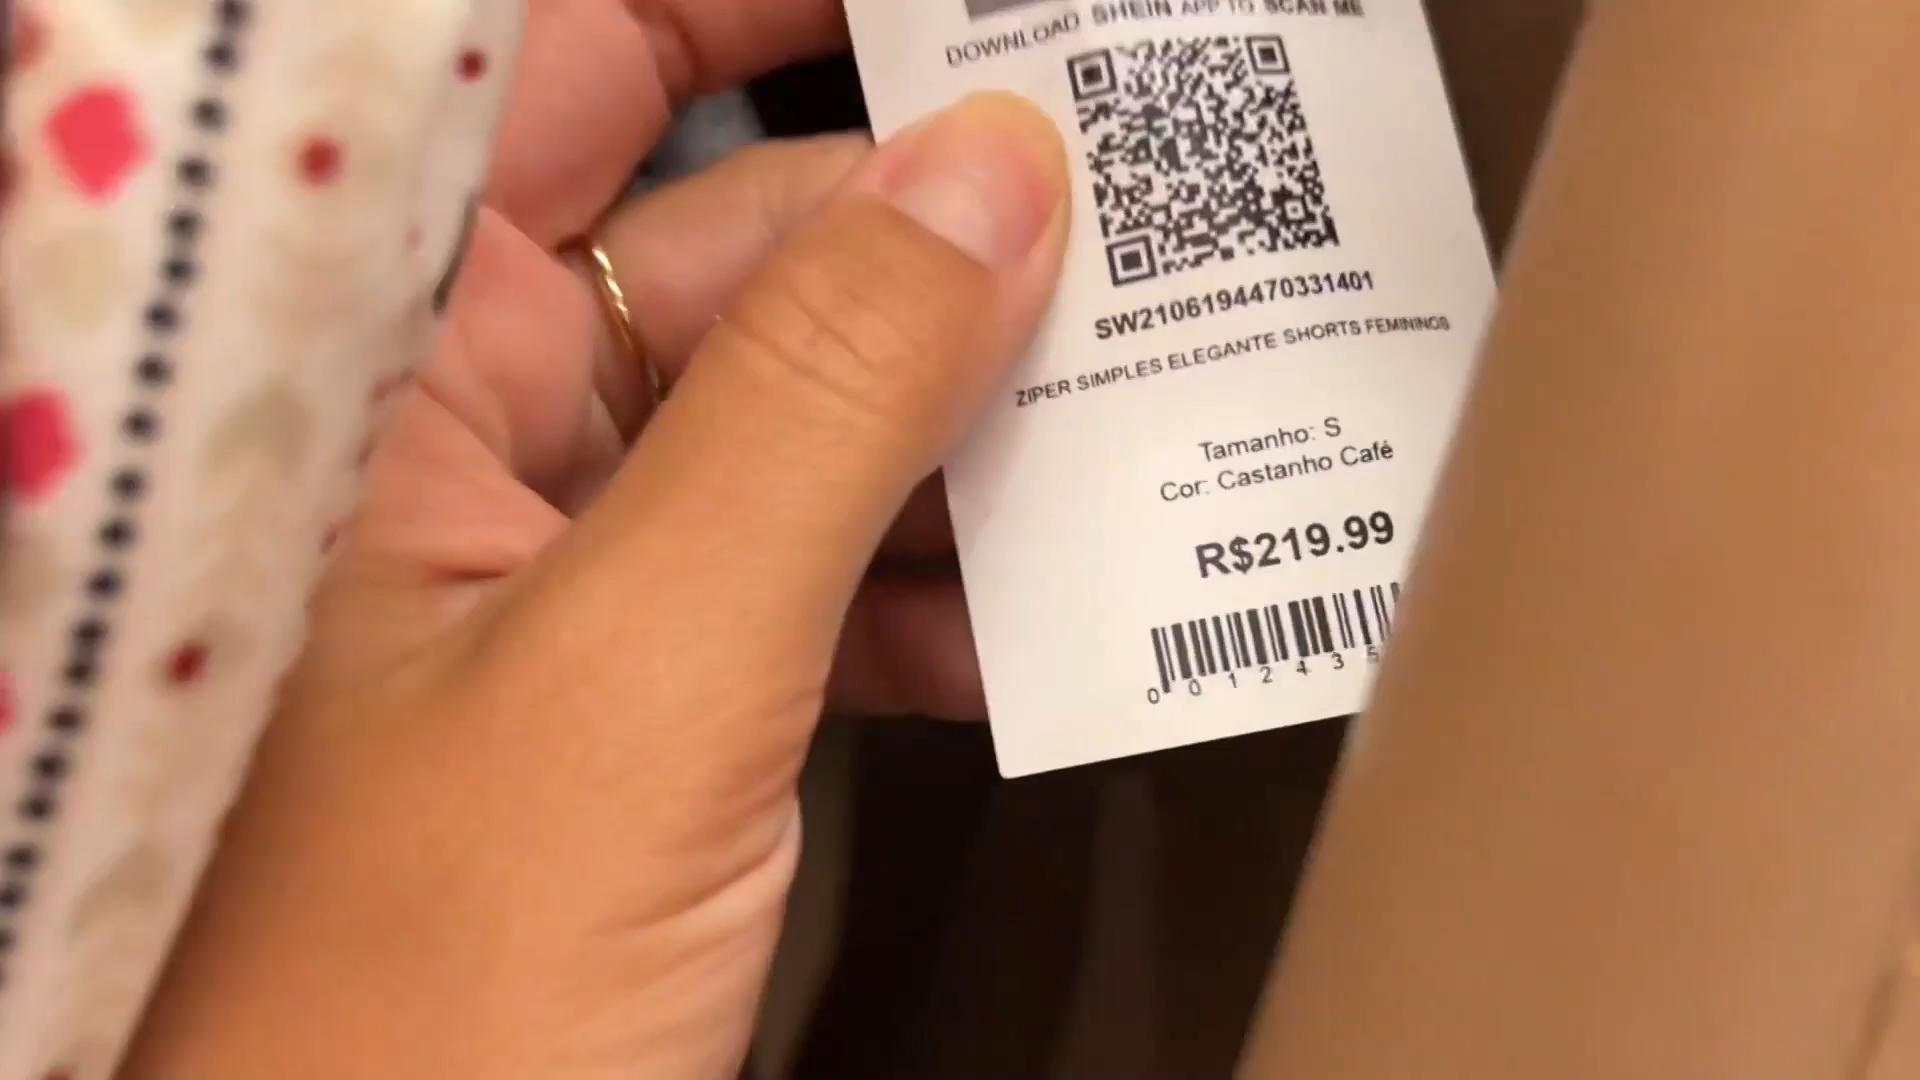 DOWNLOAD SHEIN APP TO SCAN ME
SW2106194470331401
ZIPER SIMPLES ELEGANTE SHORTS FEMININOS
Tamanho: S
Cor: Castanho Café
R$219.99
0 0 1 2 4 3 5